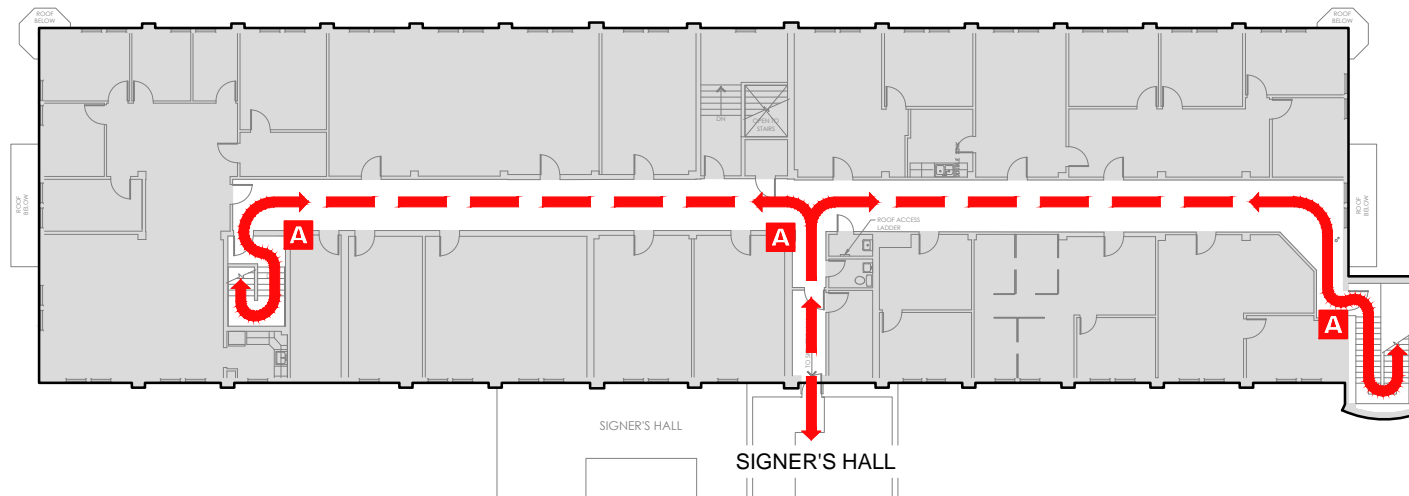 ROOF
BELOW
ROOF
BELOW
DN
OPEN TO
STAIRS
ROOF
BELOW
ROOF
BELOW
ROOF ACCESS
LADDER
A
A
A
SIGNER'S HALL
SIGNER'S HALL